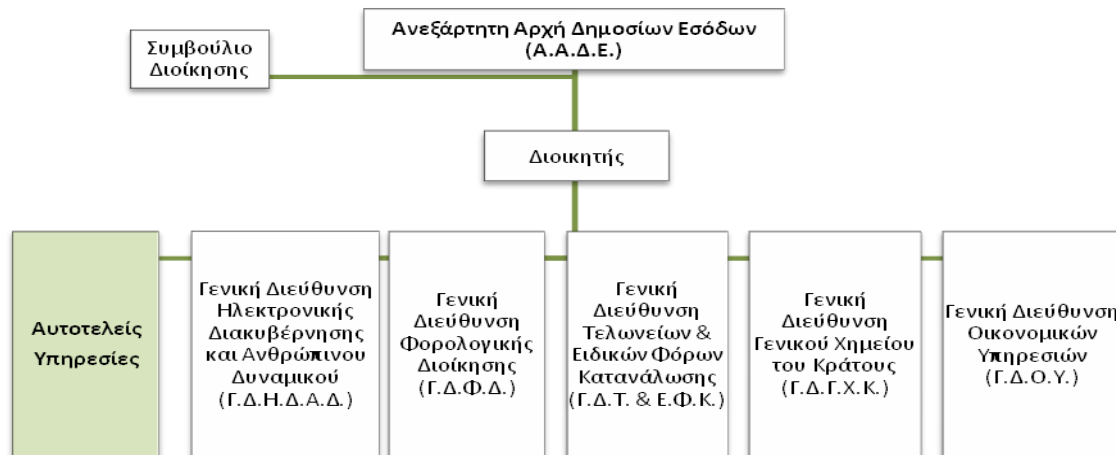 Ανεξάρτητη Αρχή Δημοσίων Εσόδων
(Α.Α.Δ.Ε.)
Συμβούλιο
Διοίκησης
Διοικητής
Αυτοτελείς
Υπηρεσίες
Γενική Διεύθυνση
Ηλεκτρονικής
Διακυβέρνησης
και Ανθρώπινου
Δυναμικού
(Γ.Δ.Η.Δ.Α.Δ.)
Γενική
Διεύθυνση
Φορολογικής
Διοίκησης
(Γ.Δ.Φ.Δ.)
Γενική
Διεύθυνση
Τελωνείων &
Ειδικών Φόρων
Κατανάλωσης
(Γ.Δ.Τ. & Ε.Φ.Κ.)
Γενική
Διεύθυνση
Γενικού Χημείου
του Κράτους
(Γ.Δ.Γ.Χ.Κ.)
Γενική Διεύθυνση
Οικονομικών
Υπηρεσιών
(Γ.Δ.Ο.Υ.)